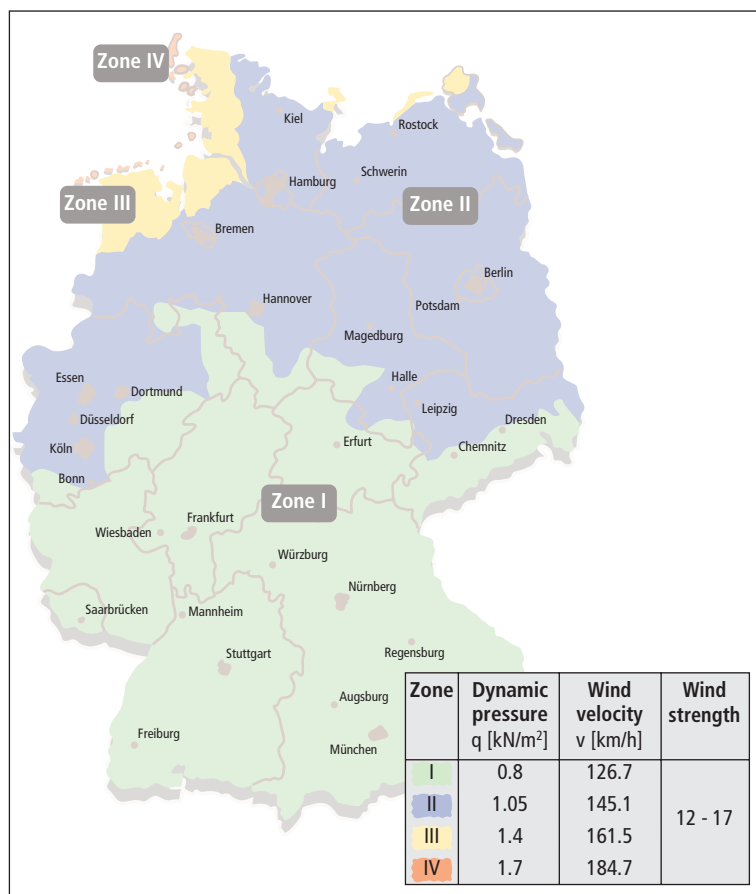 Zone IV
Kiel
Rostock
Hamburg
Schwerin
Zone III
Zone II
Bremen
Berlin
Hannover
Potsdam
Magedburg
Essen
Dortmund
Halle
Leipzig
Düsseldorf
Dresden
Köln
Erfurt
Chemnitz
Bonn
Zone I
Wiesbaden
Frankfurt
Würzburg
Nürnberg
Saarbrücken
Mannheim
Stuttgart
Regensburg
Augsburg
Freiburg
München
Zone Dynamic Wind Wind
pressure velocity strength
q [kN/m²] v [km/h]
I 0.8 126.7
II 1.05 145.1
12 - 17
III 1.4 161.5
IV 1.7 184.7